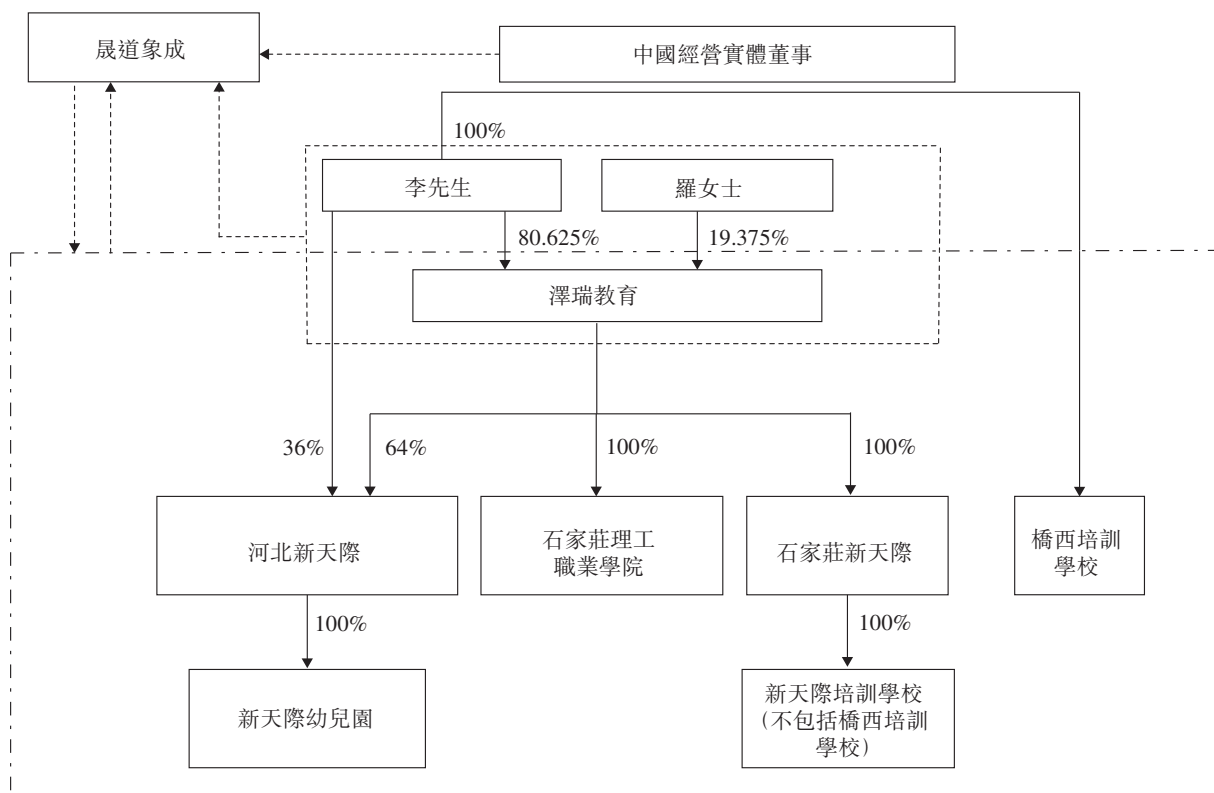 晟道象成
中國經營實體董事
100%
李先生
羅女士
80.625%
19.375%
澤瑞教育
36%
64%
100%
100%
河北新天際
石家莊理工
職業學院
石家莊新天際
橋西培訓
學校
100%
100%
新天際幼兒園
新天際培訓學校
(不包括橋西培訓
學校)